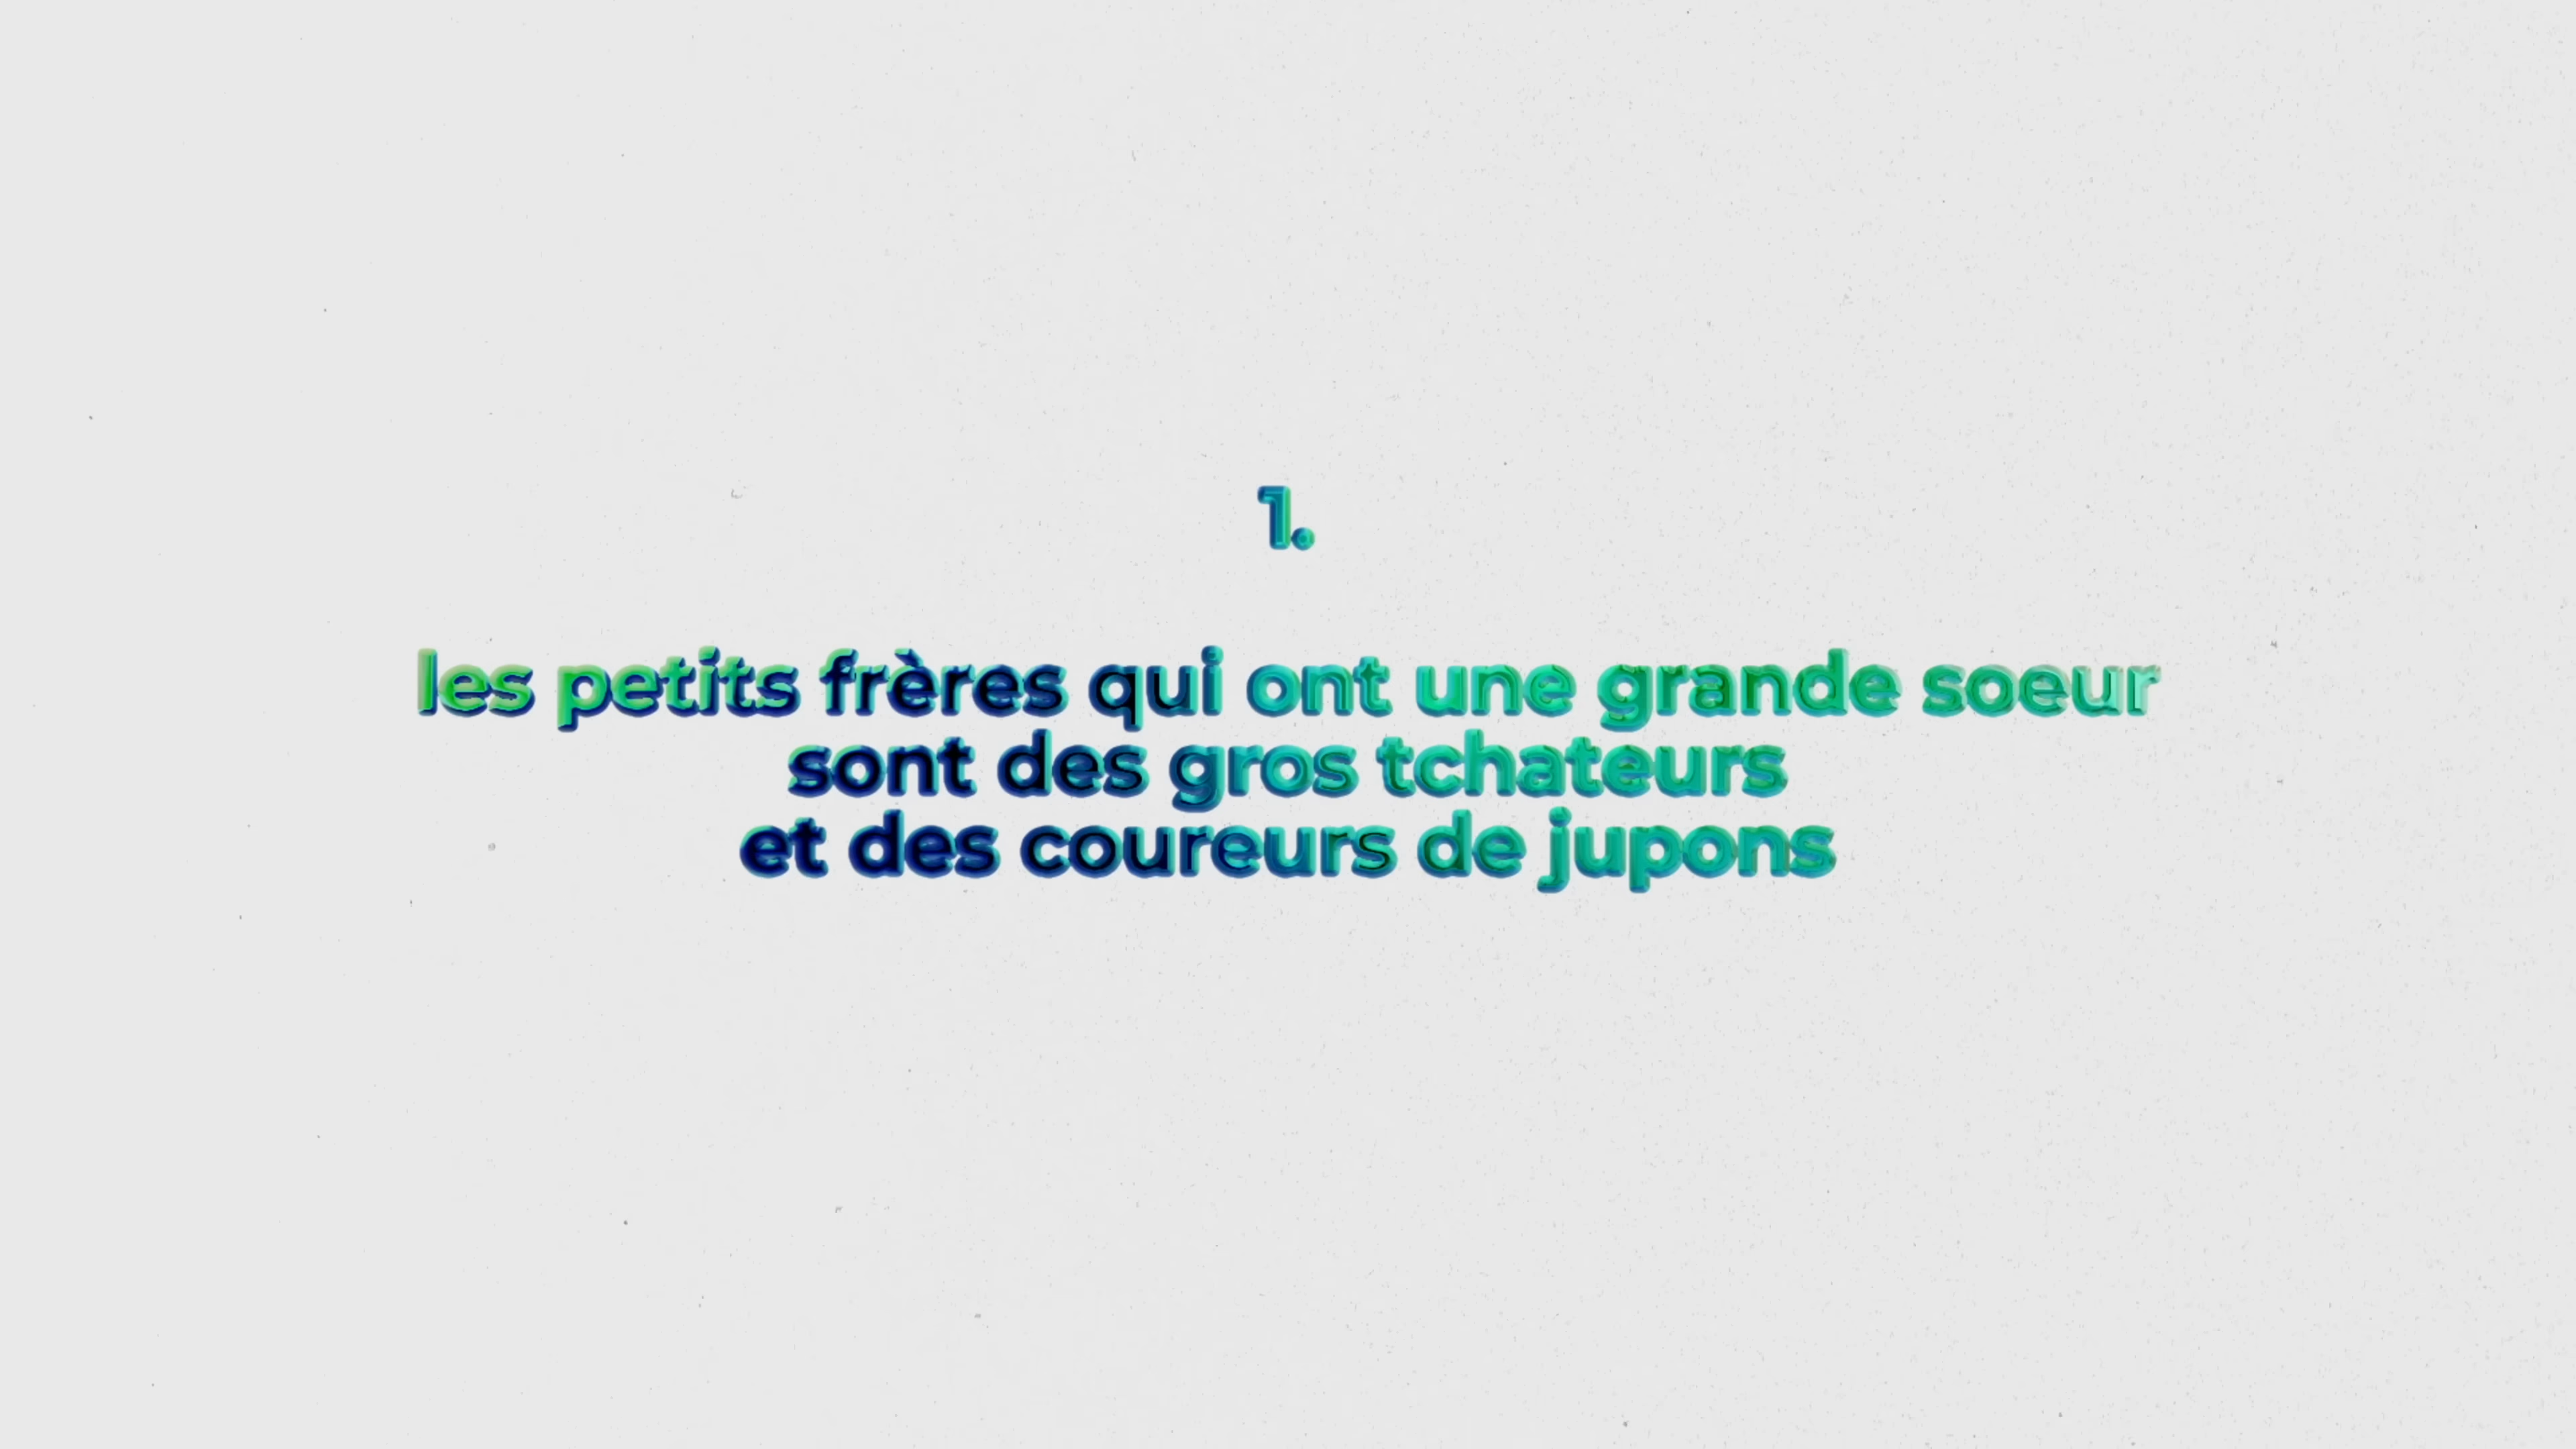 1.
les petits frères qui ont une grande soeur
sont des gros tchateurs
et des coureurs de jupons